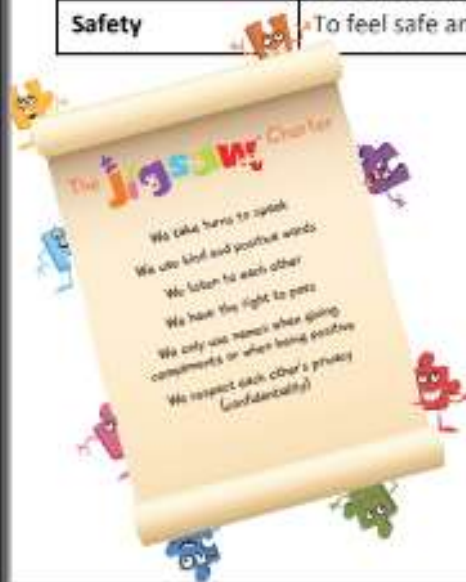 Safety
To feel safe an
The jigsaw Charter
We take turns to speak
We use kind and positive words
We listen to each other
We have the right to pass
We only use names when giving
compliments or when being positive
We respect each other's privacy
(confidentiality)